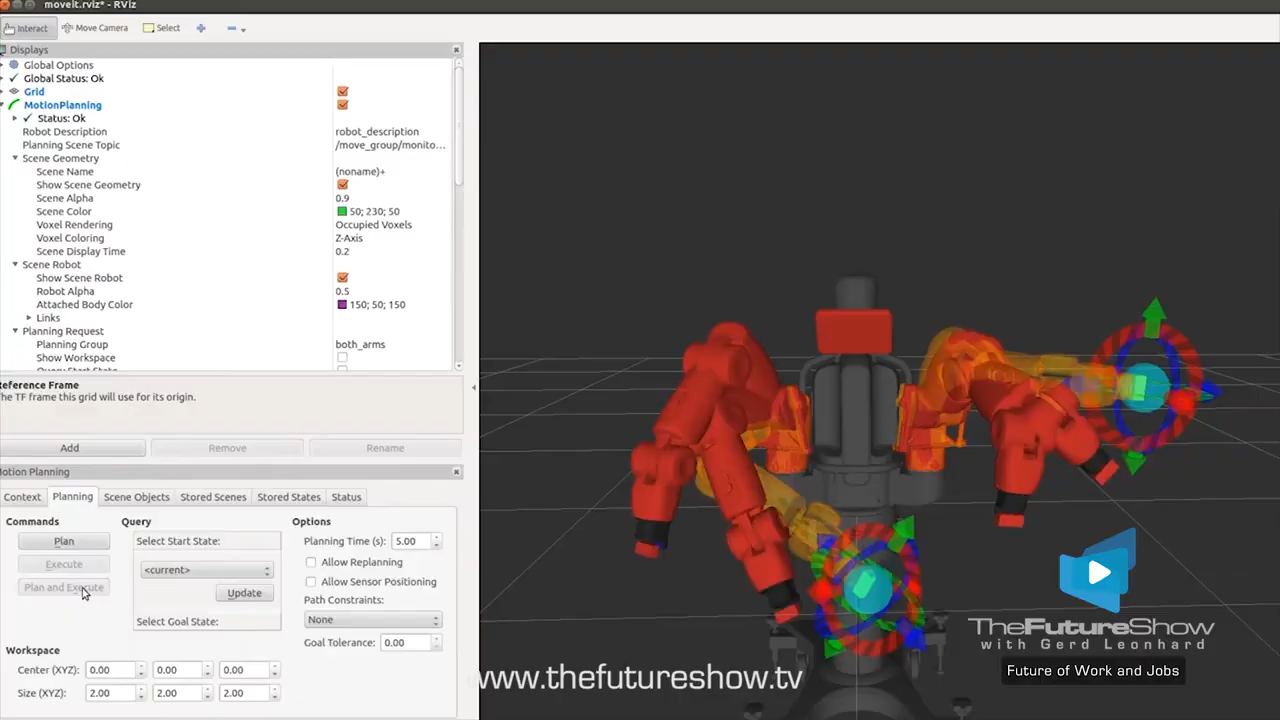 moveit.rviz* - RViz
Interact Move Camera Select
Displays
Global Options
Global Status: Ok
Grid
MotionPlanning
Status: Ok
Robot Description robot_description
Planning Scene Topic /move_group/monito...
Scene Geometry
Scene Name (noname)+
Show Scene Geometry
Scene Alpha 0.9
Scene Color 50; 230; 50
Voxel Rendering Occupied Voxels
Voxel Coloring Z-Axis
Scene Display Time 0.2
Scene Robot
Show Scene Robot
Robot Alpha 0.5
Attached Body Color 150; 50; 150
Links
Planning Request
Planning Group both_arms
Show Workspace
Reference Frame
The TF frame this grid will use for its origin.
Add Remove Rename
Motion Planning
Context Planning Scene Objects Stored Scenes Stored States Status
Commands Query Options
Plan Select Start State: Planning Time (s): 5.00
Execute <current> Allow Replanning
Plan and Execute Update Allow Sensor Positioning
Path Constraints:
Select Goal State: None
Goal Tolerance: 0.00
Workspace
Center (XYZ): 0.00 0.00 0.00
Size (XYZ): 2.00 2.00 2.00
TheFutureShow
with Gerd Leonhard
Future of Work and Jobs
www.thefutureshow.tv